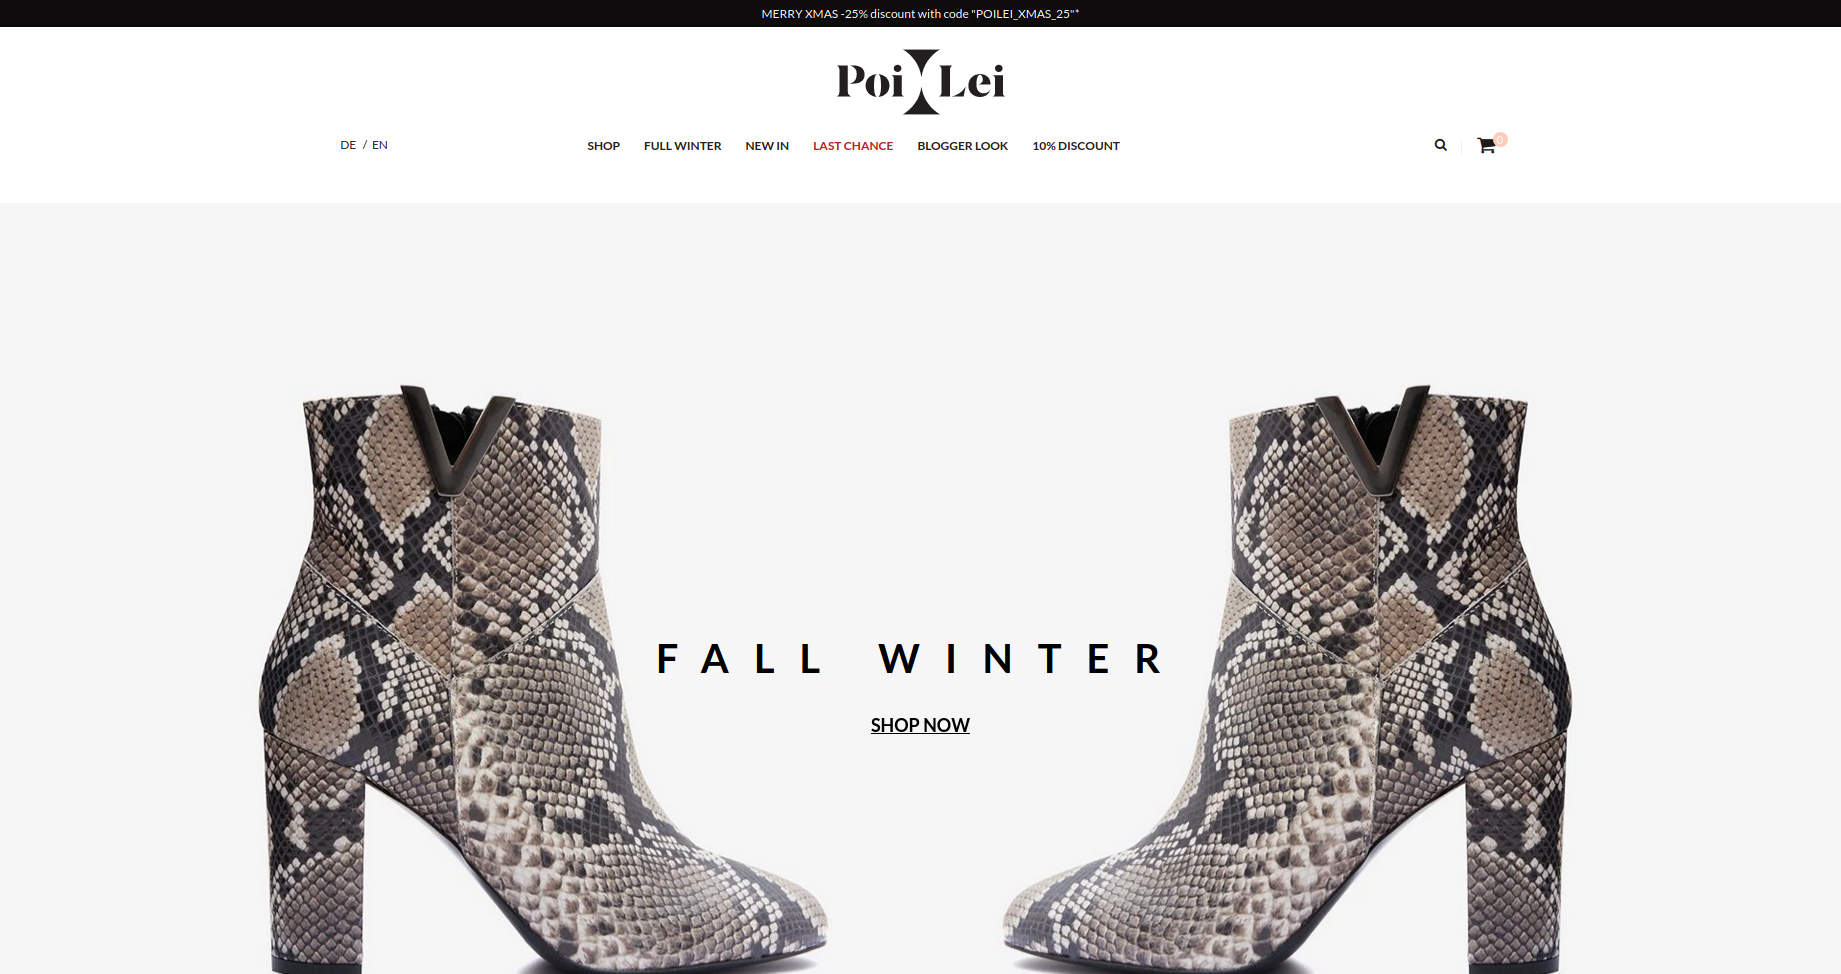 MERRY XMAS -25% discount with code "POILEI_XMAS_25"*
Poi Lei
DE / EN
SHOP FULL WINTER NEW IN LAST CHANCE BLOGGER LOOK 10% DISCOUNT
0
FALL WINTER
SHOP NOW